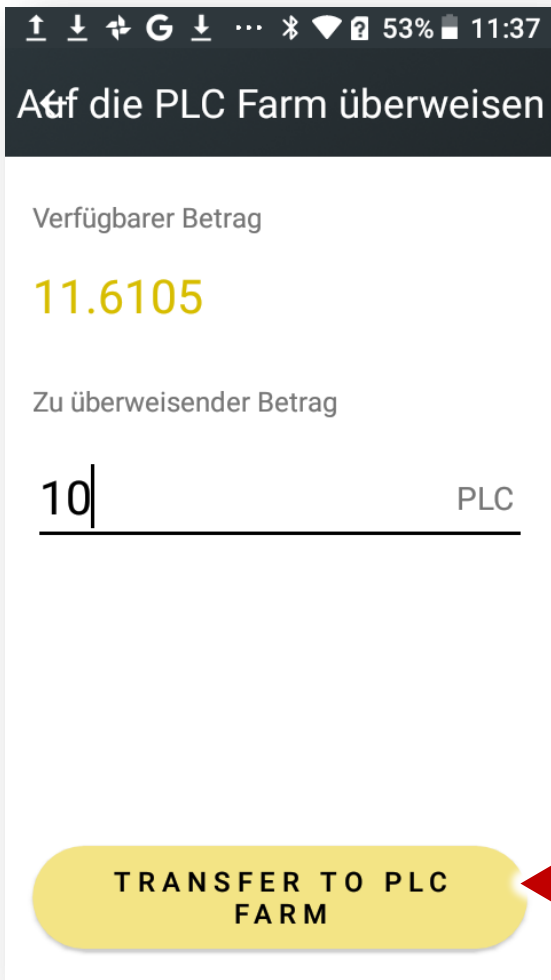 G ... 53% 11:37
Auf die PLC Farm überweisen
Verfügbarer Betrag
11.6105
Zu überweisender Betrag
10 PLC
TRANSFER TO PLC
FARM